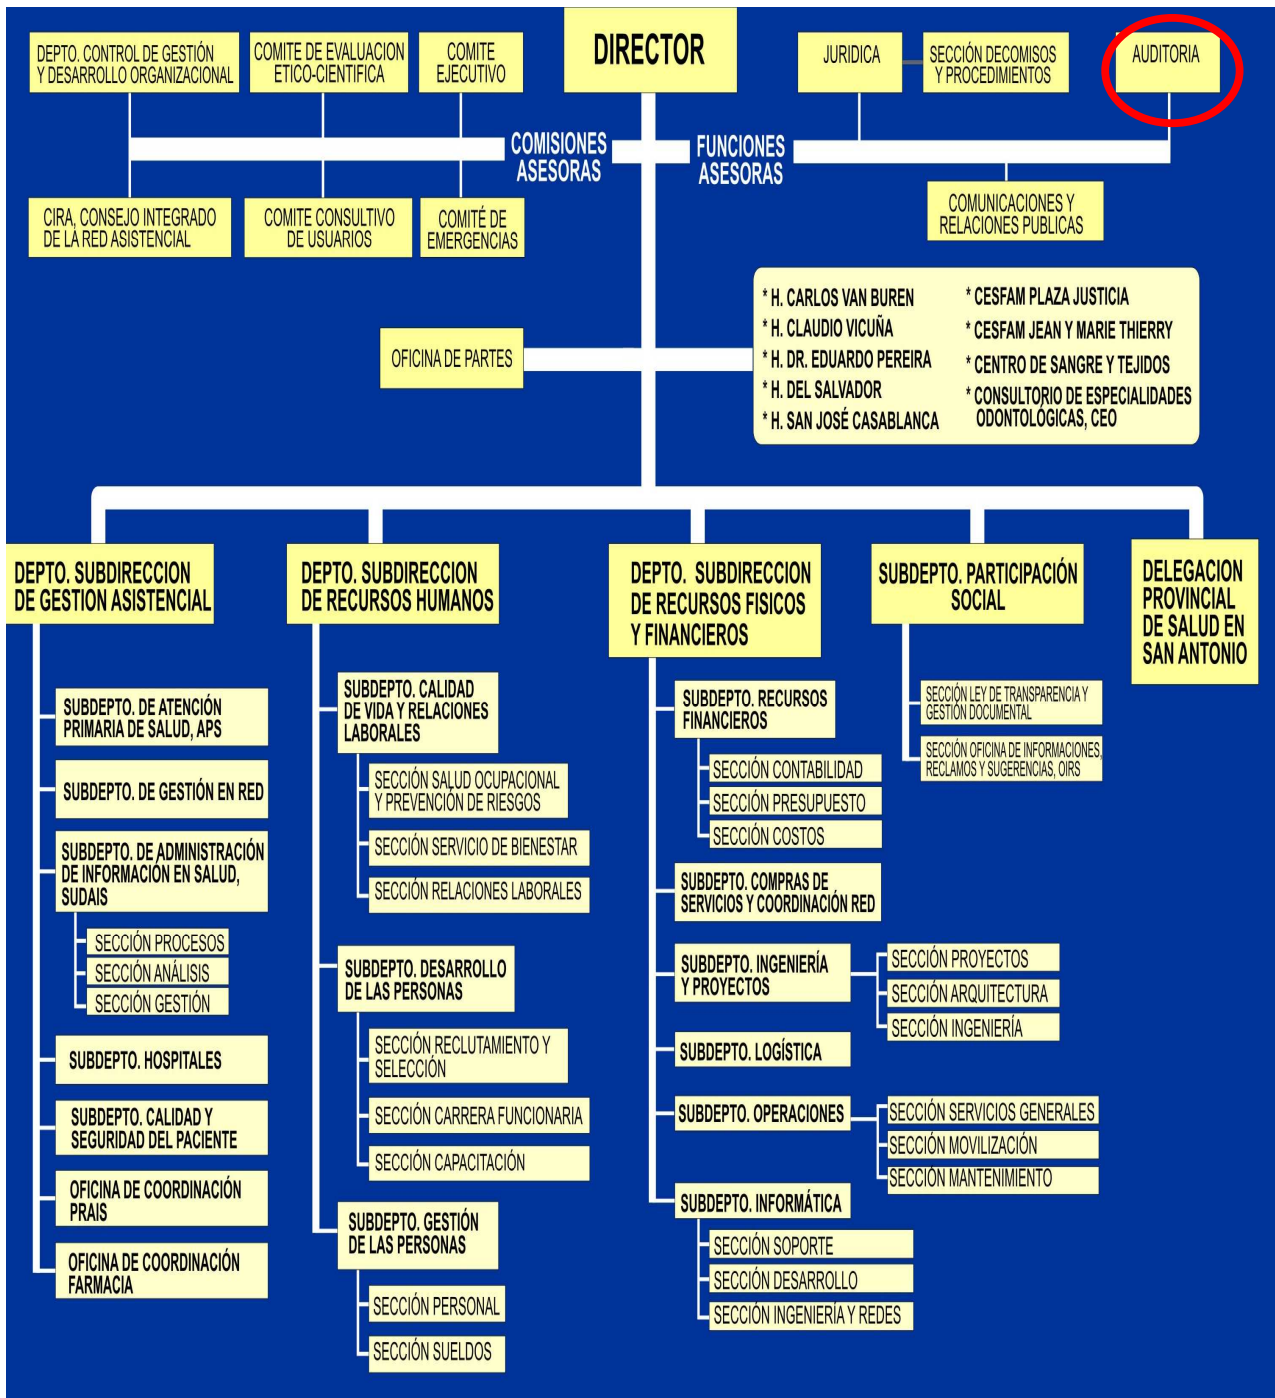 DEPTO. CONTROL DE GESTIÓN
Y DESARROLLO ORGANIZACIONAL
COMITE DE EVALUACION
ETICO-CIENTIFICA
COMITE
EJECUTIVO
DIRECTOR
JURIDICA
SECCIÓN DECOMISOS
Y PROCEDIMIENTOS
AUDITORIA
COMISIONES
ASESORAS
FUNCIONES
ASESORAS
CIRA, CONSEJO INTEGRADO
DE LA RED ASISTENCIAL
COMITE CONSULTIVO
DE USUARIOS
COMITÉ DE
EMERGENCIAS
COMUNICACIONES Y
RELACIONES PUBLICAS
OFICINA DE PARTES
* H. CARLOS VAN BUREN
* H. CLAUDIO VICUÑA
* H. DR. EDUARDO PEREIRA
* H. DEL SALVADOR
* H. SAN JOSÉ CASABLANCA
* CESFAM PLAZA JUSTICIA
* CESFAM JEAN Y MARIE THIERRY
* CENTRO DE SANGRE Y TEJIDOS
* CONSULTORIO DE ESPECIALIDADES
ODONTOLÓGICAS, CEO
DEPTO. SUBDIRECCION
DE GESTION ASISTENCIAL
SUBDEPTO. DE ATENCIÓN
PRIMARIA DE SALUD, APS
SUBDEPTO. DE GESTIÓN EN RED
SUBDEPTO. DE ADMINISTRACIÓN
DE INFORMACIÓN EN SALUD,
SUDAIS
SECCIÓN PROCESOS
SECCIÓN ANÁLISIS
SECCIÓN GESTIÓN
SUBDEPTO. HOSPITALES
SUBDEPTO. CALIDAD Y
SEGURIDAD DEL PACIENTE
OFICINA DE COORDINACIÓN
PRAIS
OFICINA DE COORDINACIÓN
FARMACIA
DEPTO. SUBDIRECCION
DE RECURSOS HUMANOS
SUBDEPTO. CALIDAD
DE VIDA Y RELACIONES
LABORALES
SECCIÓN SALUD OCUPACIONAL
Y PREVENCIÓN DE RIESGOS
SECCIÓN SERVICIO DE BIENESTAR
SECCIÓN RELACIONES LABORALES
SUBDEPTO. DESARROLLO
DE LAS PERSONAS
SECCIÓN RECLUTAMIENTO Y
SELECCIÓN
SECCIÓN CARRERA FUNCIONARIA
SECCIÓN CAPACITACIÓN
SUBDEPTO. GESTIÓN
DE LAS PERSONAS
SECCIÓN PERSONAL
SECCIÓN SUELDOS
DEPTO. SUBDIRECCION
DE RECURSOS FISICOS
Y FINANCIEROS
SUBDEPTO. RECURSOS
FINANCIEROS
SECCIÓN CONTABILIDAD
SECCIÓN PRESUPUESTO
SECCIÓN COSTOS
SUBDEPTO. COMPRAS DE
SERVICIOS Y COORDINACIÓN RED
SUBDEPTO. INGENIERÍA
Y PROYECTOS
SECCIÓN PROYECTOS
SECCIÓN ARQUITECTURA
SECCIÓN INGENIERÍA
SUBDEPTO. LOGÍSTICA
SUBDEPTO. OPERACIONES
SECCIÓN SERVICIOS GENERALES
SECCIÓN MOVILIZACIÓN
SECCIÓN MANTENIMIENTO
SUBDEPTO. INFORMÁTICA
SECCIÓN SOPORTE
SECCIÓN DESARROLLO
SECCIÓN INGENIERÍA Y REDES
SUBDEPTO. PARTICIPACIÓN
SOCIAL
SECCIÓN LEY DE TRANSPARENCIA Y
GESTIÓN DOCUMENTAL
SECCIÓN OFICINA DE INFORMACIONES,
RECLAMOS Y SUGERENCIAS, OIRS
DELEGACION
PROVINCIAL
DE SALUD EN
SAN ANTONIO